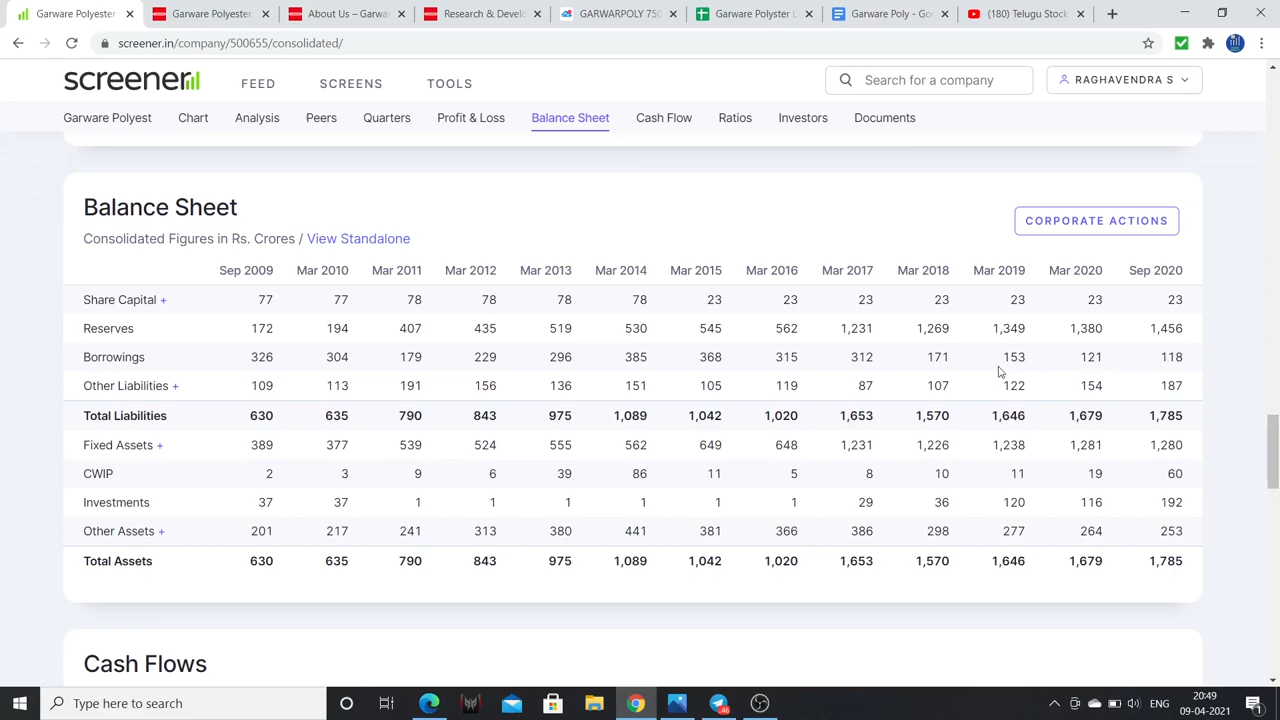 Garware Polyester
Garware Polyester
About Us – Garwa
Research & Develo
GARWARPOLY 750
Garware Polyster L
Garware Poly - Goo
(180) Telugu Stock
screener.in/company/500655/consolidated/
screener
FEED SCREENS TOOLS
Search for a company
RAGHAVENDRA S
Garware Polyest Chart Analysis Peers Quarters Profit & Loss Balance Sheet Cash Flow Ratios Investors Documents
Balance Sheet
CORPORATE ACTIONS
Consolidated Figures in Rs. Crores / View Standalone
Sep 2009 Mar 2010 Mar 2011 Mar 2012 Mar 2013 Mar 2014 Mar 2015 Mar 2016 Mar 2017 Mar 2018 Mar 2019 Mar 2020 Sep 2020
Share Capital + 77 77 78 78 78 78 23 23 23 23 23 23 23
Reserves 172 194 407 435 519 530 545 562 1,231 1,269 1,349 1,380 1,456
Borrowings 326 304 179 229 296 385 368 315 312 171 153 121 118
Other Liabilities + 109 113 191 156 136 151 105 119 87 107 122 154 187
Total Liabilities 630 635 790 843 975 1,089 1,042 1,020 1,653 1,570 1,646 1,679 1,785
Fixed Assets + 389 377 539 524 555 562 649 648 1,231 1,226 1,238 1,281 1,280
CWIP 2 3 9 6 39 86 11 5 8 10 11 19 60
Investments 37 37 1 1 1 1 1 1 29 36 120 116 192
Other Assets + 201 217 241 313 380 441 381 366 386 298 277 264 253
Total Assets 630 635 790 843 975 1,089 1,042 1,020 1,653 1,570 1,646 1,679 1,785
Cash Flows
Type here to search
ENG
20:49
09-04-2021